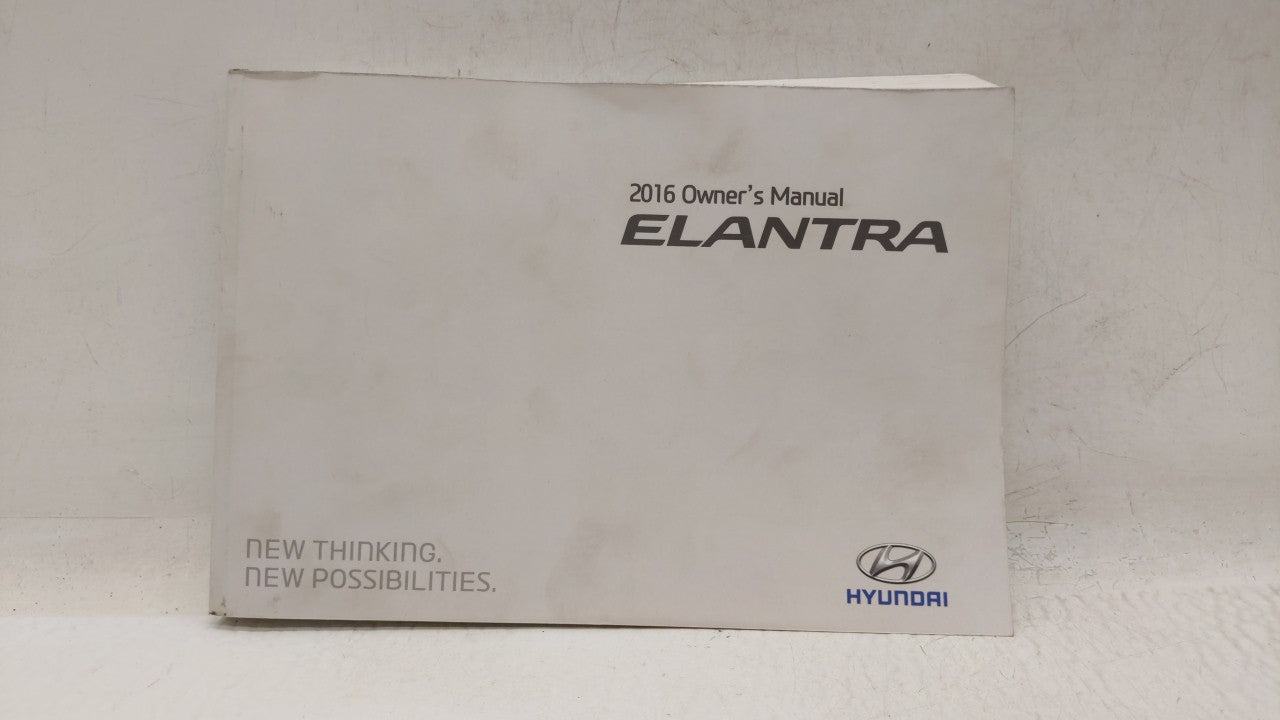 2016 Owner's Manual
ELANTRA
NEW THINKING.
NEW POSSIBILITIES.
HYUNDAI